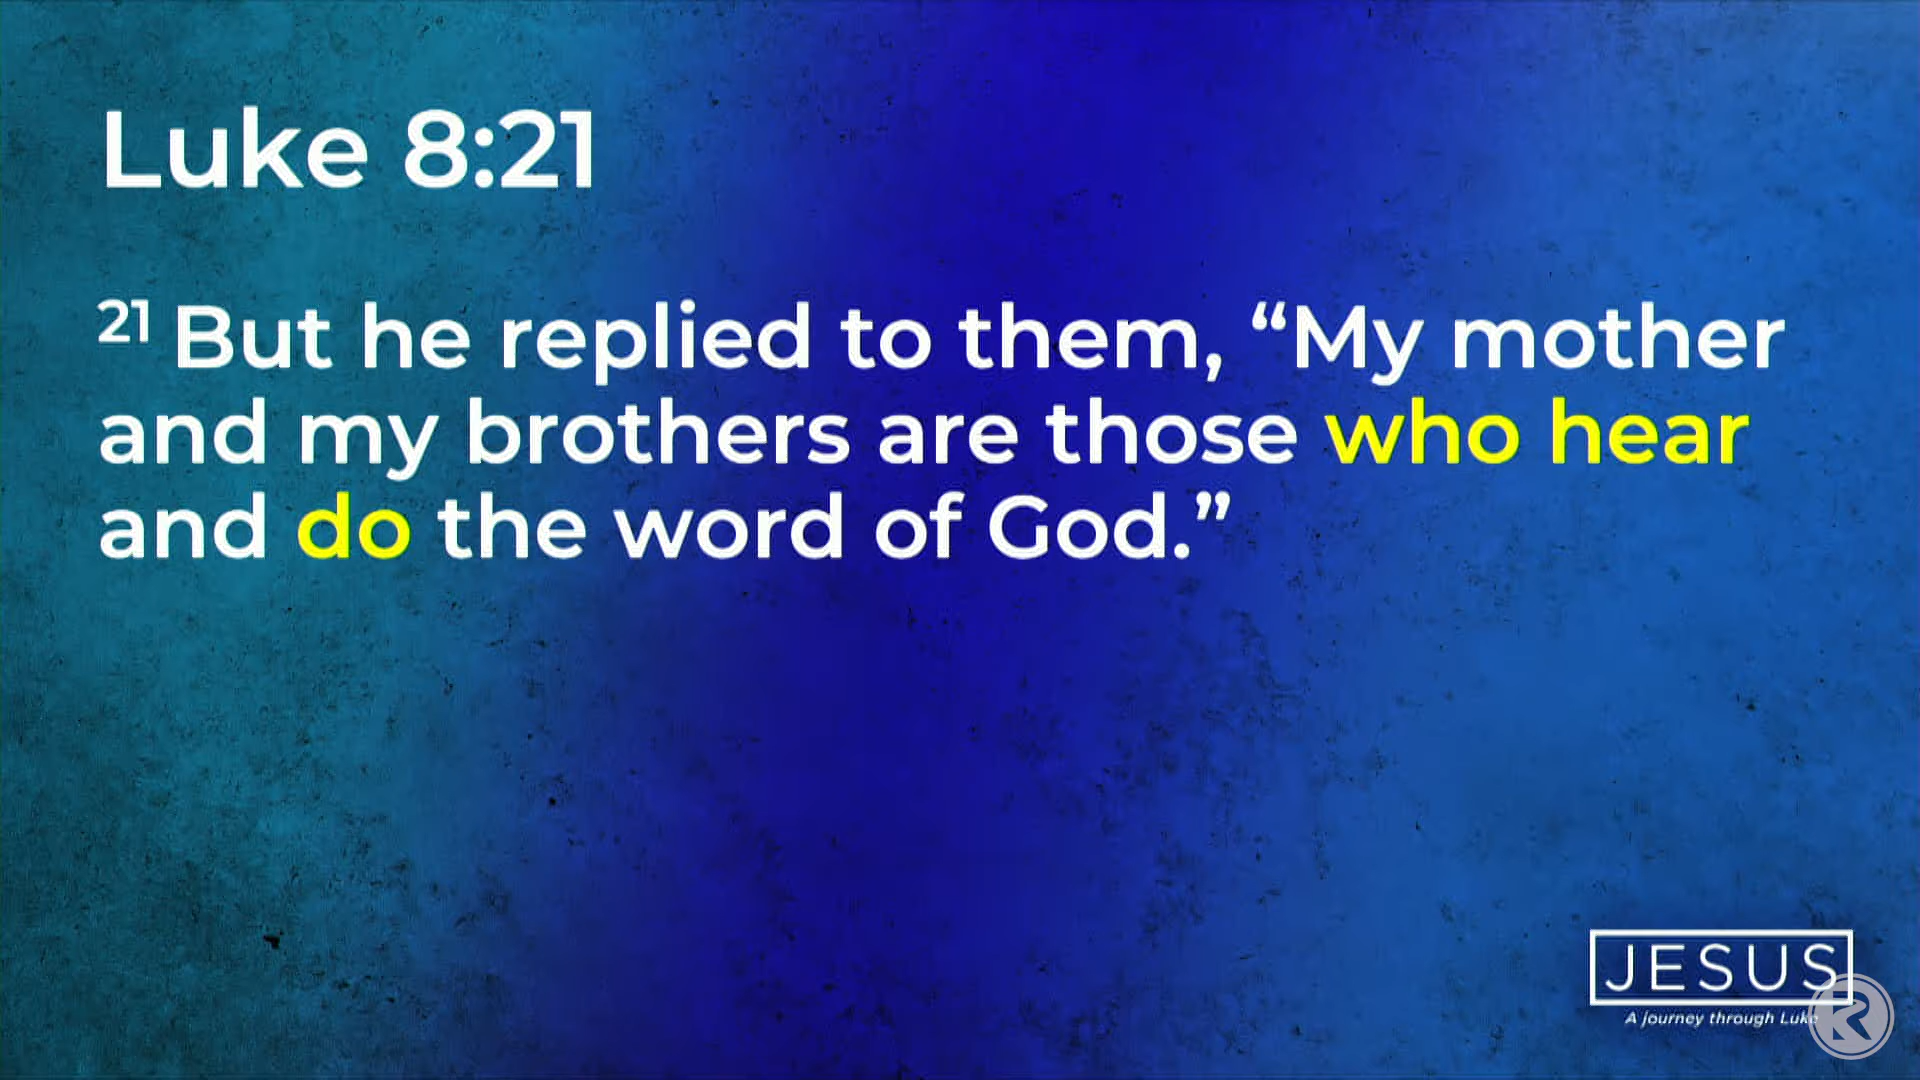 Luke 8:21
21 But he replied to them, “My mother
and my brothers are those who hear
and do the word of God.”
JESUS
A journey through Luke
R